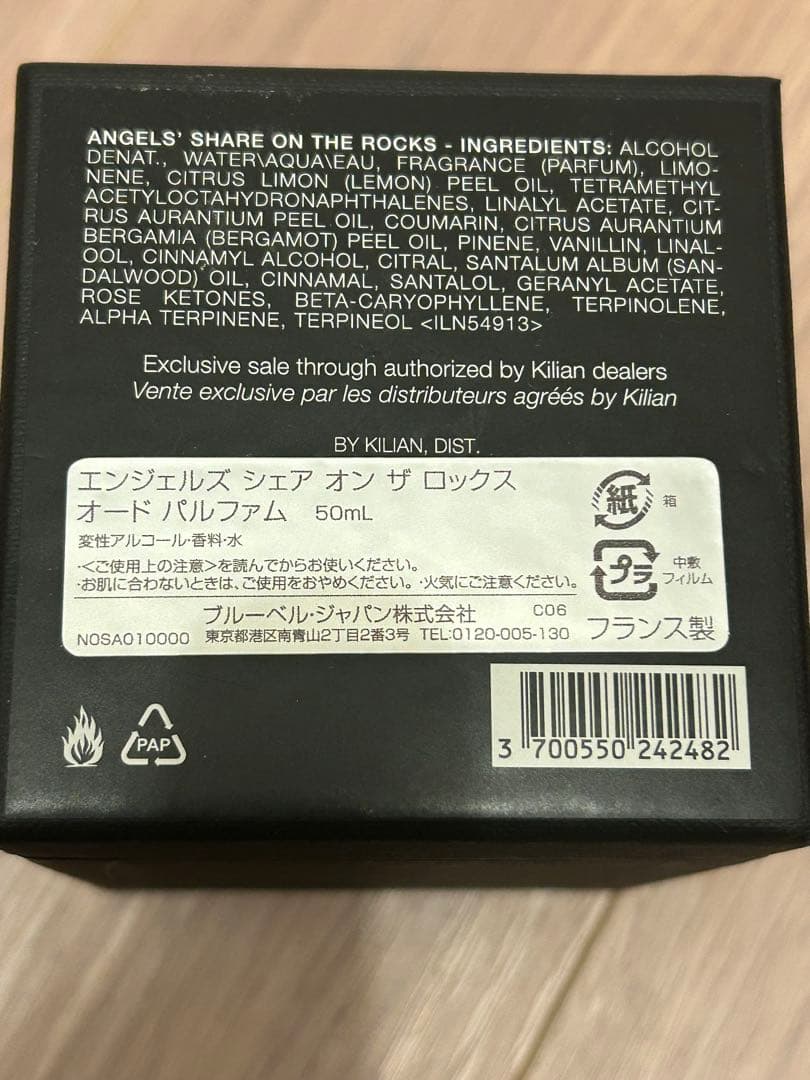 ANGELS' SHARE ON THE ROCKS - INGREDIENTS: ALCOHOL
DENAT., WATER\AQUA\EAU, FRAGRANCE (PARFUM), LIMO-
NENE, CITRUS LIMON (LEMON) PEEL OIL, TETRAMETHYL
ACETYLOCTAHYDRONAPHTHALENES, LINALYL ACETATE, CIT-
RUS AURANTIUM PEEL OIL, COUMARIN, CITRUS AURANTIUM
BERGAMIA (BERGAMOT) PEEL OIL, PINENE, VANILLIN, LINAL-
OOL, CINNAMYL ALCOHOL, CITRAL, SANTALUM ALBUM (SAN-
DALWOOD) OIL, CINNAMAL, SANTALOL, GERANYL ACETATE,
ROSE KETONES, BETA-CARYOPHYLLENE, TERPINOLENE,
ALPHA TERPINENE, TERPINEOL <ILN54913>
Exclusive sale through authorized by Kilian dealers
Vente exclusive par les distributeurs agréés by Kilian
BY KILIAN, DIST.
エンジェルズ シェア オン ザ ロックス
オード パルファム 50mL
変性アルコール・香料・水
・<ご使用上の注意>を読んでからお使いください。
・お肌に合わないときは、ご使用をおやめください。・火気にご注意ください。
ブルーベル・ジャパン株式会社 C06
N0SA010000 東京都港区南青山2丁目2番3号 TEL:0120-005-130
紙 箱
プラ 中敷
フィルム
フランス製
PAP
3 700550 242482